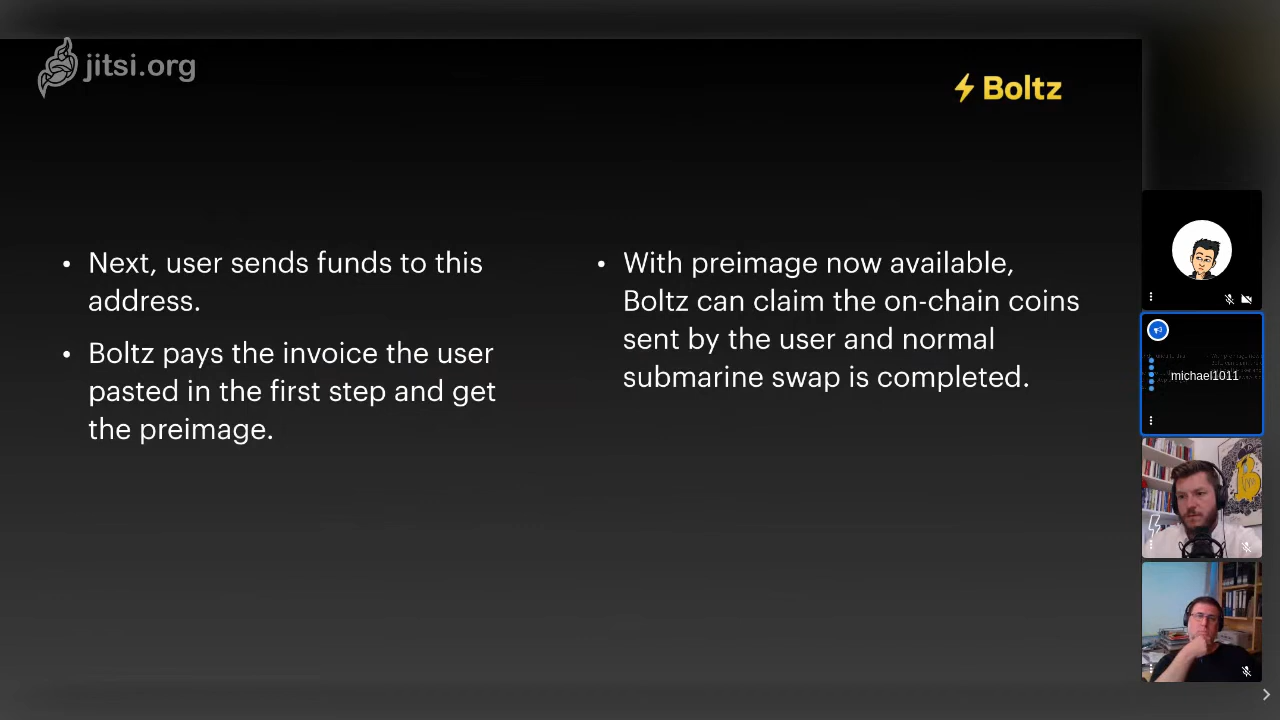 jitsi.org
Boltz
• Next, user sends funds to this
address.
• Boltz pays the invoice the user
pasted in the first step and get
the preimage.
• With preimage now available,
Boltz can claim the on-chain coins
sent by the user and normal
submarine swap is completed.
michael1011